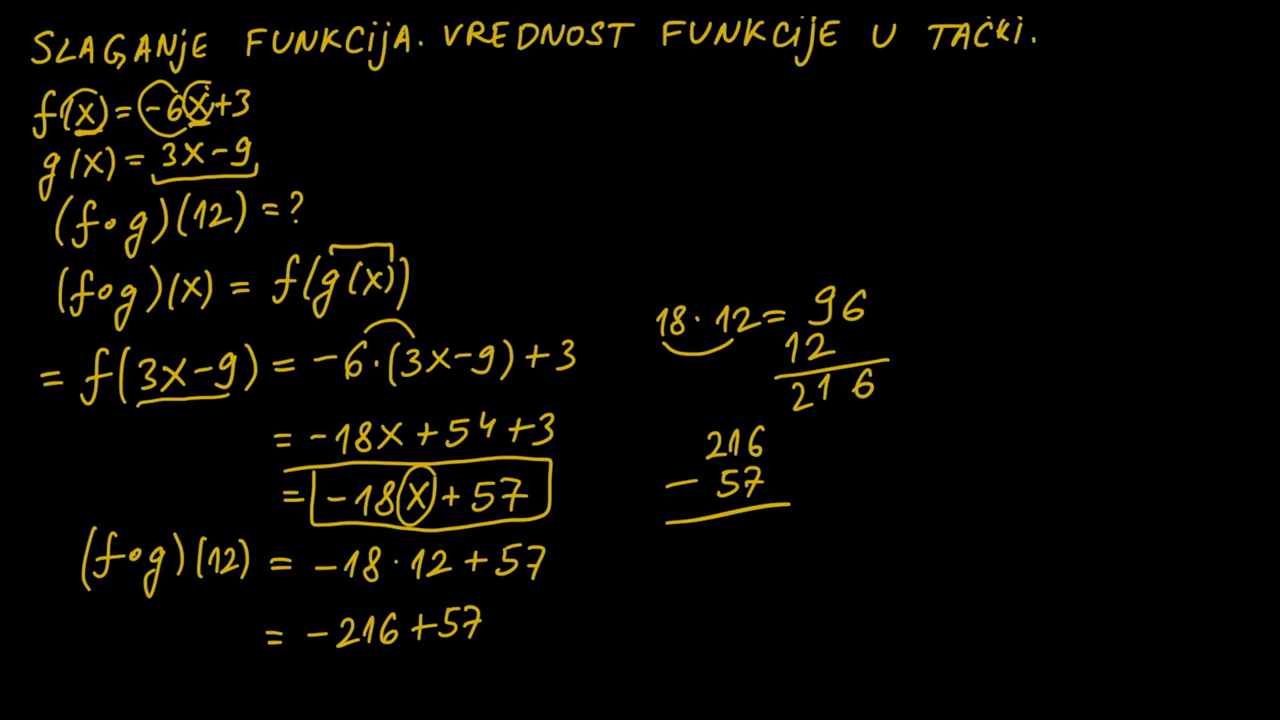 SLAGANjE FUNKCijA. VREDNOST FUNKCijE U TAČKi.
f(x) = -6x+3
g(x) = 3x-9
(f∘g)(12) = ?
(f∘g)(x) = f(g(x))
= f(3x-9) = -6·(3x-9)+3
= -18x+54+3
= -18x+57
(f∘g)(12) = -18·12+57
= -216+57
18·12= 96
12
216
216
- 57